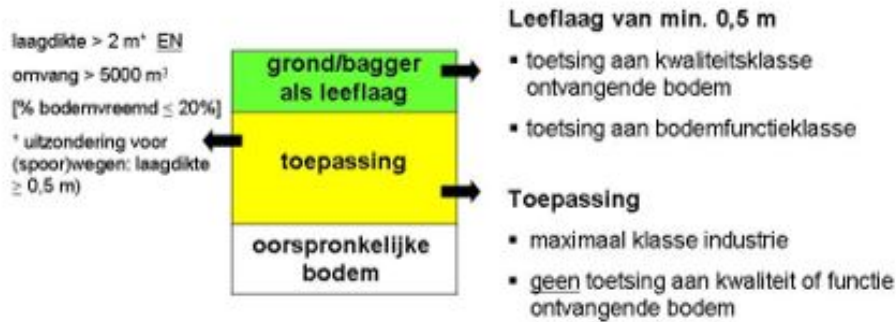 laagdikte > 2 m* EN
omvang > 5000 m³
[% bodemvreemd ≤ 20%]
* uitzondering voor
(spoor)wegen: laagdikte
≥ 0,5 m)
grond/bagger
als leeflaag
toepassing
oorspronkelijke
bodem
Leeflaag van min. 0,5 m
▪ toetsing aan kwaliteitsklasse
ontvangende bodem
▪ toetsing aan bodemfunctieklasse
Toepassing
▪ maximaal klasse industrie
▪ geen toetsing aan kwaliteit of functie
ontvangende bodem